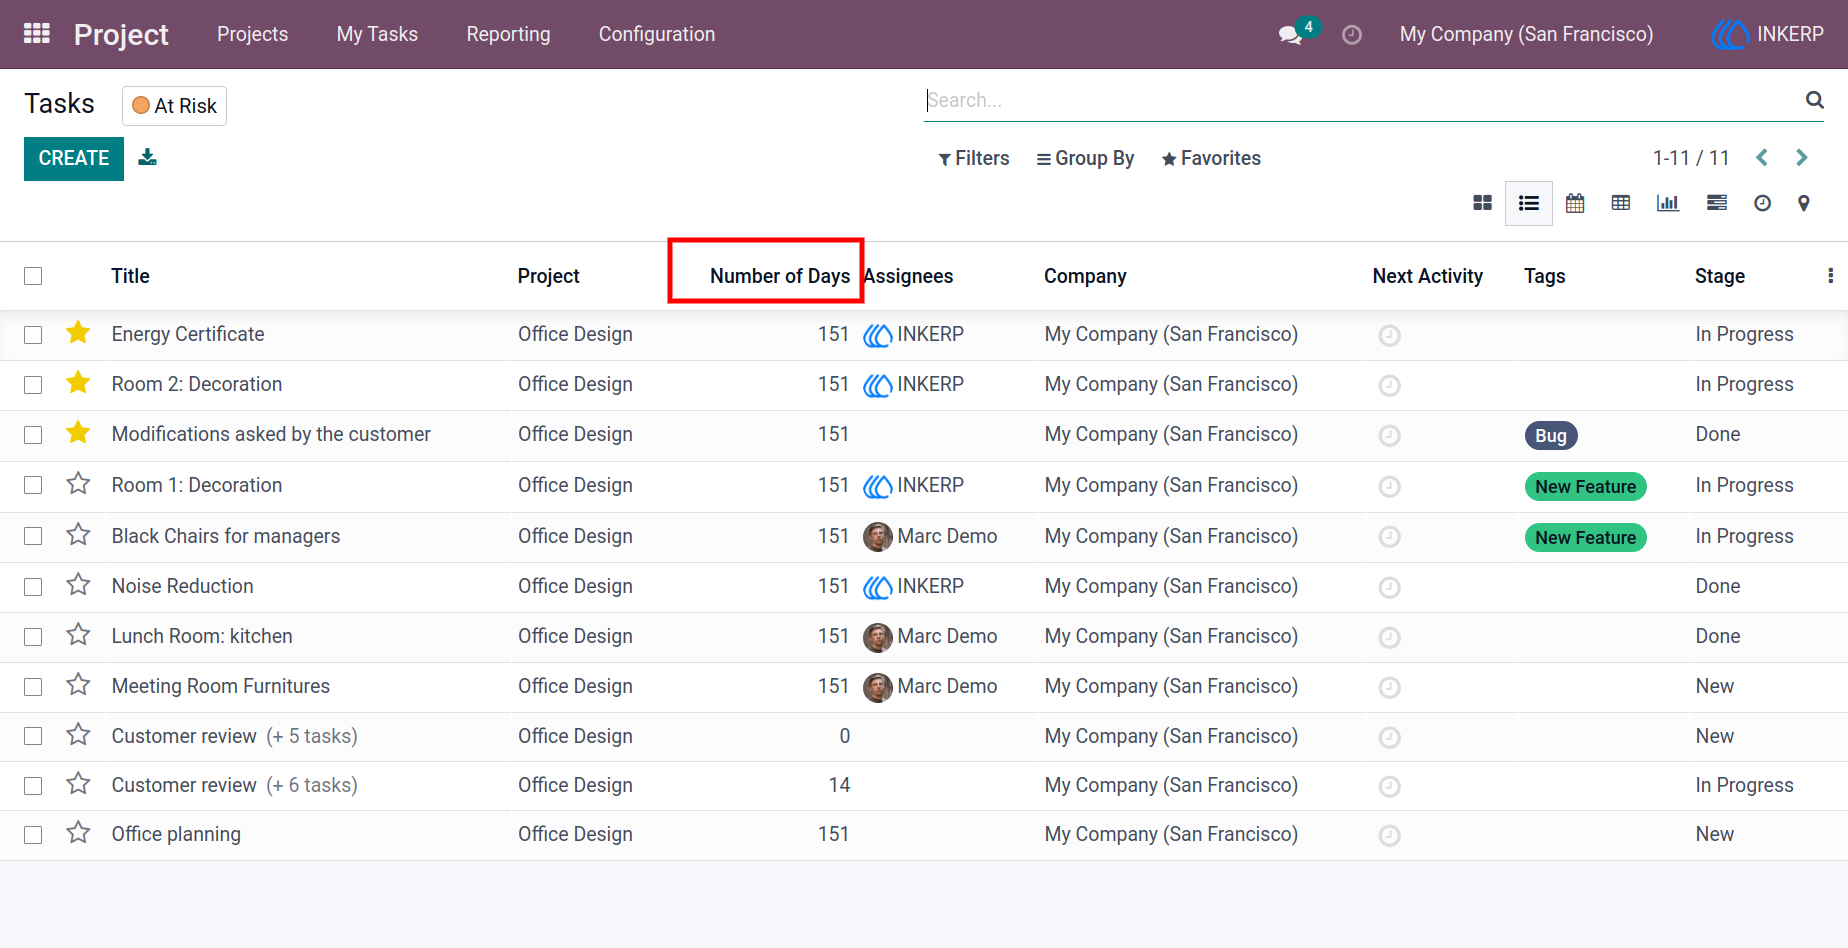 Project Projects My Tasks Reporting Configuration 4 My Company (San Francisco) INKERP
Tasks At Risk Search...
CREATE Filters Group By Favorites 1-11 / 11
Title Project Number of Days Assignees Company Next Activity Tags Stage
Energy Certificate Office Design 151 INKERP My Company (San Francisco) In Progress
Room 2: Decoration Office Design 151 INKERP My Company (San Francisco) In Progress
Modifications asked by the customer Office Design 151 My Company (San Francisco) Bug Done
Room 1: Decoration Office Design 151 INKERP My Company (San Francisco) New Feature In Progress
Black Chairs for managers Office Design 151 Marc Demo My Company (San Francisco) New Feature In Progress
Noise Reduction Office Design 151 INKERP My Company (San Francisco) Done
Lunch Room: kitchen Office Design 151 Marc Demo My Company (San Francisco) Done
Meeting Room Furnitures Office Design 151 Marc Demo My Company (San Francisco) New
Customer review (+ 5 tasks) Office Design 0 My Company (San Francisco) New
Customer review (+ 6 tasks) Office Design 14 My Company (San Francisco) In Progress
Office planning Office Design 151 My Company (San Francisco) New